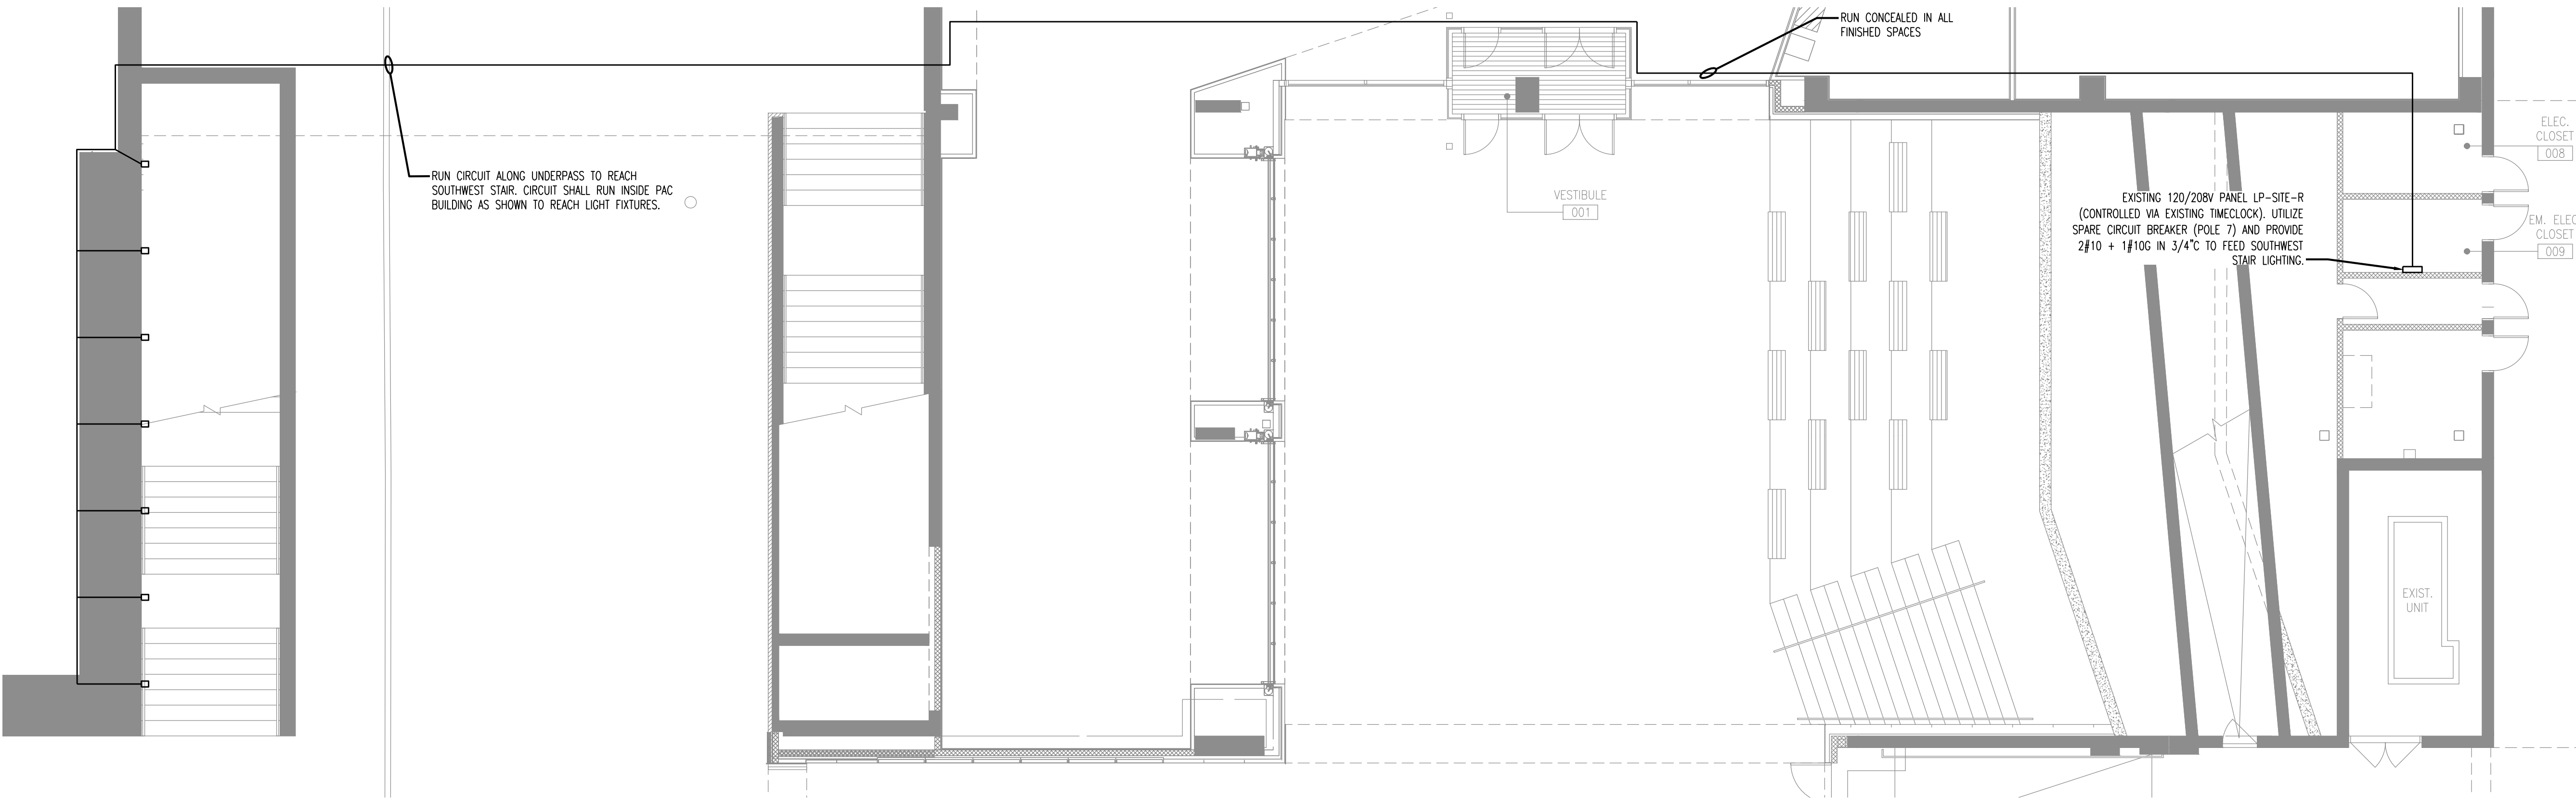 RUN CONCEALED IN ALL
FINISHED SPACES
RUN CIRCUIT ALONG UNDERPASS TO REACH
SOUTHWEST STAIR. CIRCUIT SHALL RUN INSIDE PAC
BUILDING AS SHOWN TO REACH LIGHT FIXTURES.
VESTIBULE
001
ELEC.
CLOSET
008
EXISTING 120/208V PANEL LP-SITE-R
(CONTROLLED VIA EXISTING TIMECLOCK). UTILIZE
SPARE CIRCUIT BREAKER (POLE 7) AND PROVIDE
2#10 + 1#10G IN 3/4"C TO FEED SOUTHWEST
STAIR LIGHTING.
EM. ELEC
CLOSET
009
EXIST.
UNIT